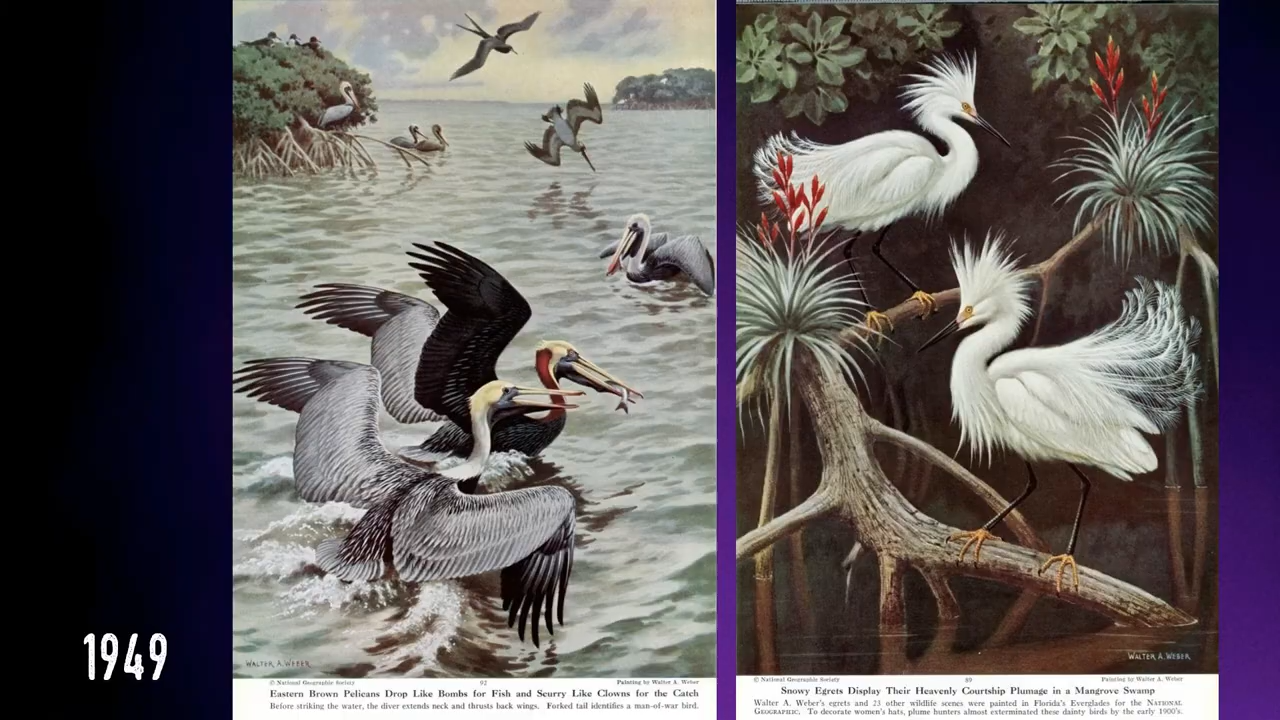 1949
WALTER A. WEBER
© National Geographic Society 92 Painting by Walter A. Weber
Eastern Brown Pelicans Drop Like Bombs for Fish and Scurry Like Clowns for the Catch
Before striking the water, the diver extends neck and thrusts back wings. Forked tail identifies a man-of-war bird.
WALTER A. WEBER
© National Geographic Society 89 Painting by Walter A. Weber
Snowy Egrets Display Their Heavenly Courtship Plumage in a Mangrove Swamp
Walter A. Weber's egrets and 23 other wildlife scenes were painted in Florida's Everglades for the NATIONAL
GEOGRAPHIC. To decorate women's hats, plume hunters almost exterminated these dainty birds by the early 1900's.